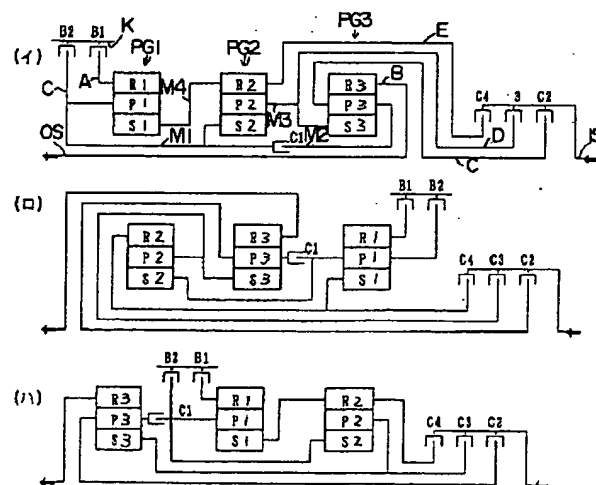 (イ)
B2 B1 K PG1 PG2 PG3 E
C A R1 M4 R2 R3 B C4 3 C2
P1 P2 P3
S1 S2 M3 S3 D
OS M1 C1 M2 C IS
(ロ)
B1 B2
R2 R3 C1 R1 C4 C3 C2
P2 P3 P1
S2 S3 S1
(ハ)
B2 B1
R3 C1 R1 R2 C4 C3 C2
P3 P1 P2
S3 S1 S2